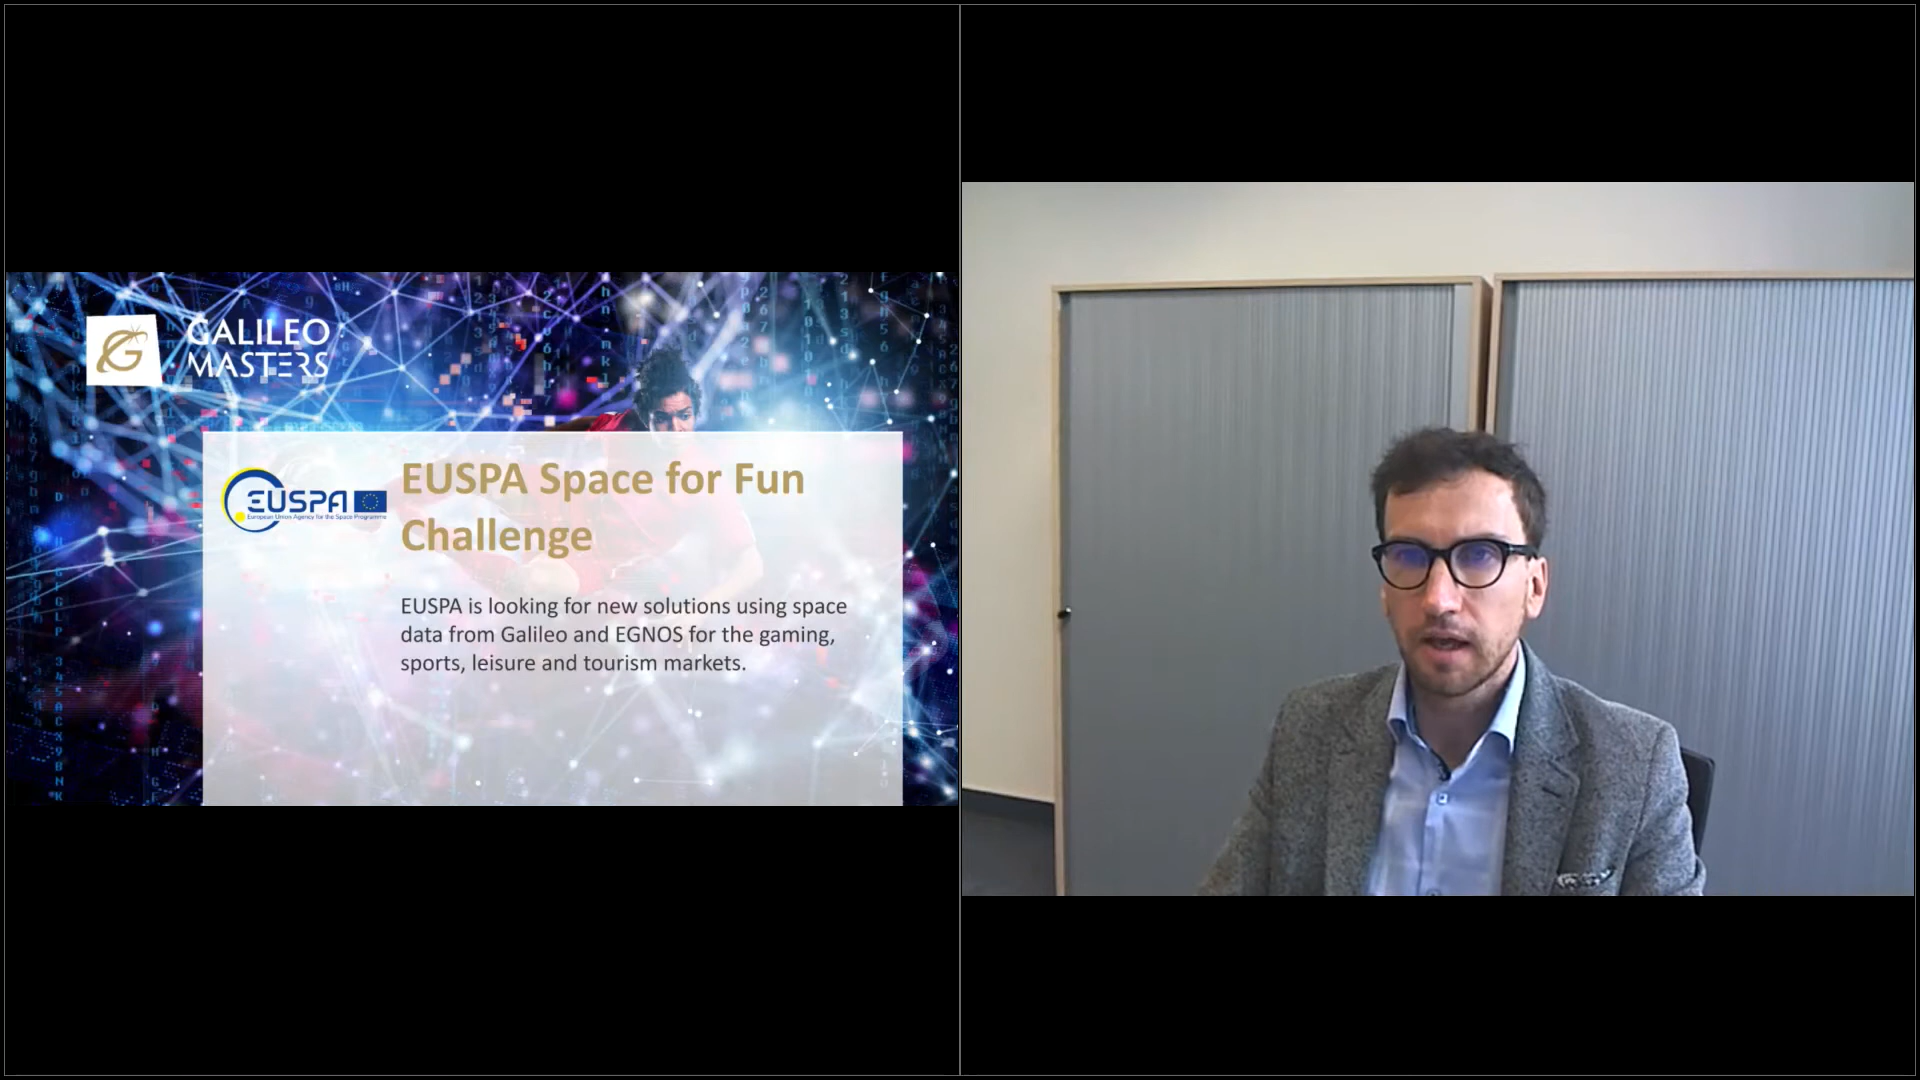 GALILEO
MASTERS
EUSPA
European Union Agency for the Space Programme
EUSPA Space for Fun
Challenge
EUSPA is looking for new solutions using space
data from Galileo and EGNOS for the gaming,
sports, leisure and tourism markets.